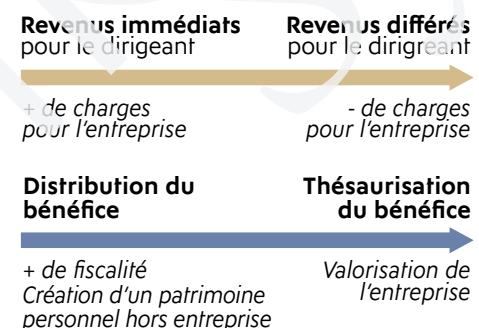 Revenus immédiats
pour le dirigeant
Revenus différés
pour le dirigreant
+ de charges
pour l'entreprise
- de charges
pour l'entreprise
Distribution du
bénéfice
Thésaurisation
du bénéfice
+ de fiscalité
Création d'un patrimoine
personnel hors entreprise
Valorisation de
l'entreprise